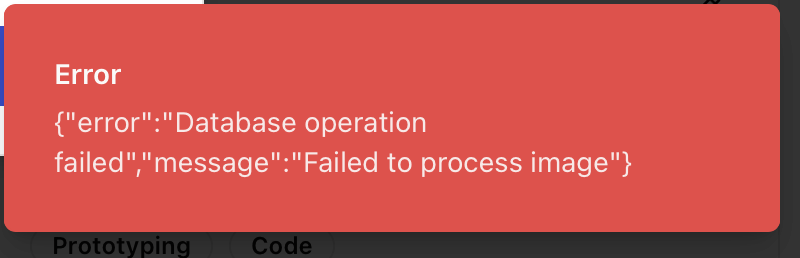 Error
{"error":"Database operation
failed","message":"Failed to process image"}
Prototyping Code